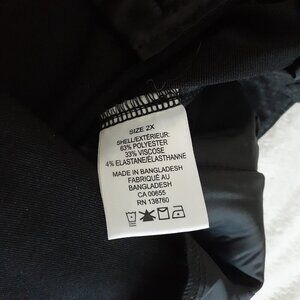 SIZE 2X
SHELL/EXTÉRIEUR:
63% POLYESTER
33% VISCOSE
4% ELASTANE/ÉLASTHANNE
MADE IN BANGLADESH
FABRIQUÉ AU
BANGLADESH
CA 00655
RN 138760